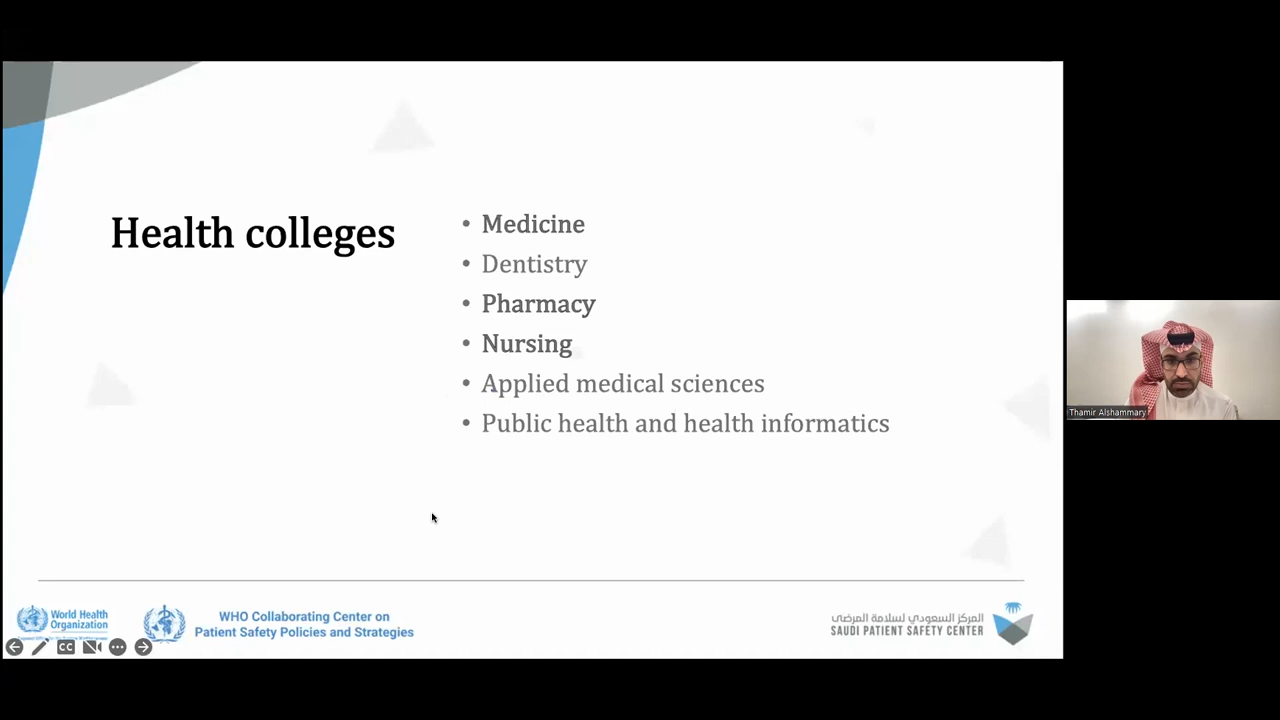 Health colleges
• Medicine
• Dentistry
• Pharmacy
• Nursing
• Applied medical sciences
• Public health and health informatics
Thamir Alshammary
World Health
Organization
WHO Collaborating Center on
Patient Safety Policies and Strategies
المركز السعودي لسلامة المرضى
SAUDI PATIENT SAFETY CENTER
CC